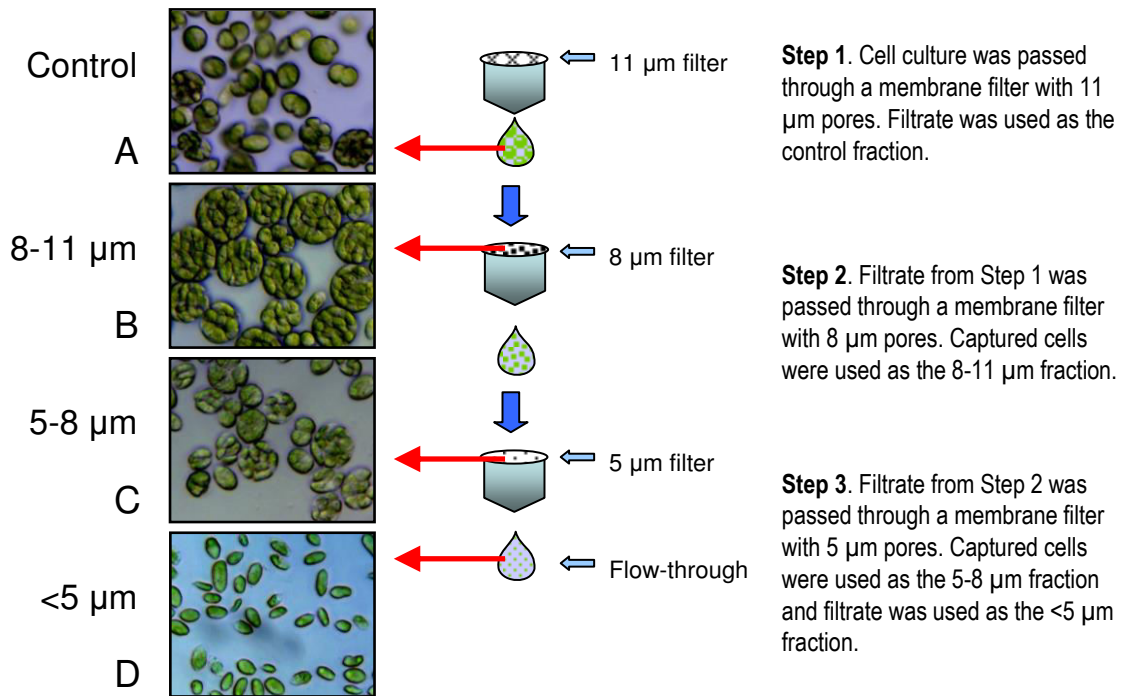 Control
A
8-11 µm
B
5-8 µm
C
<5 µm
D
11 µm filter
8 µm filter
5 µm filter
Flow-through
Step 1. Cell culture was passed
through a membrane filter with 11
µm pores. Filtrate was used as the
control fraction.
Step 2. Filtrate from Step 1 was
passed through a membrane filter
with 8 µm pores. Captured cells
were used as the 8-11 µm fraction.
Step 3. Filtrate from Step 2 was
passed through a membrane filter
with 5 µm pores. Captured cells
were used as the 5-8 µm fraction
and filtrate was used as the <5 µm
fraction.